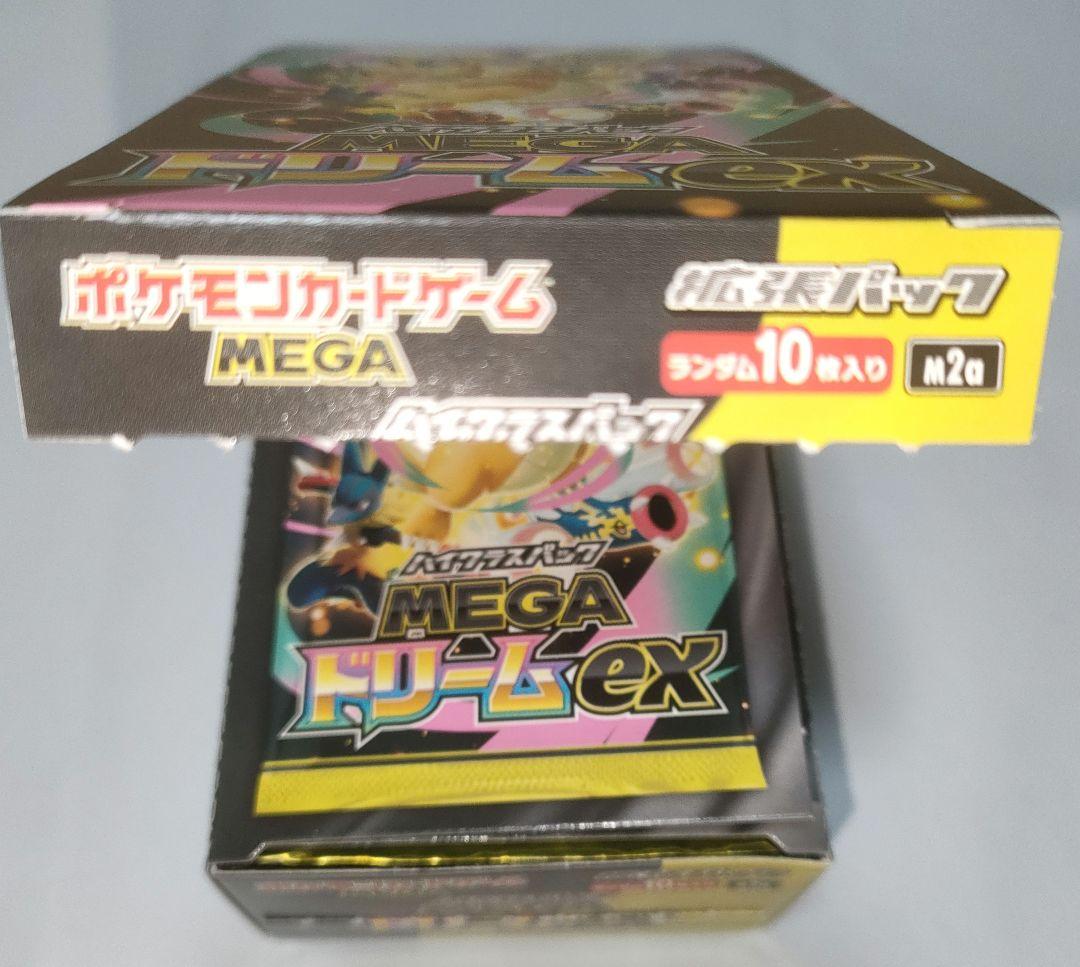 MEGA
ドリームex
ポケモンカードゲーム
MEGA
拡張パック
ランダム10枚入り
M2a
ハイクラスパック
ハイクラスパック
MEGA
ドリームex